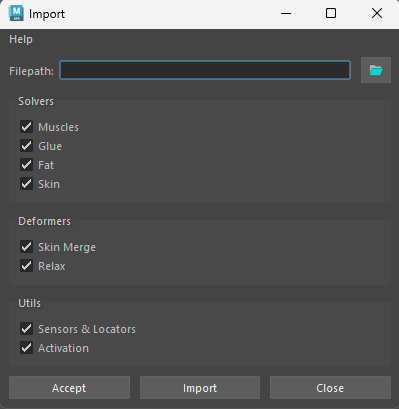 Import
Help
Filepath:
Solvers
Muscles
Glue
Fat
Skin
Deformers
Skin Merge
Relax
Utils
Sensors & Locators
Activation
Accept Import Close